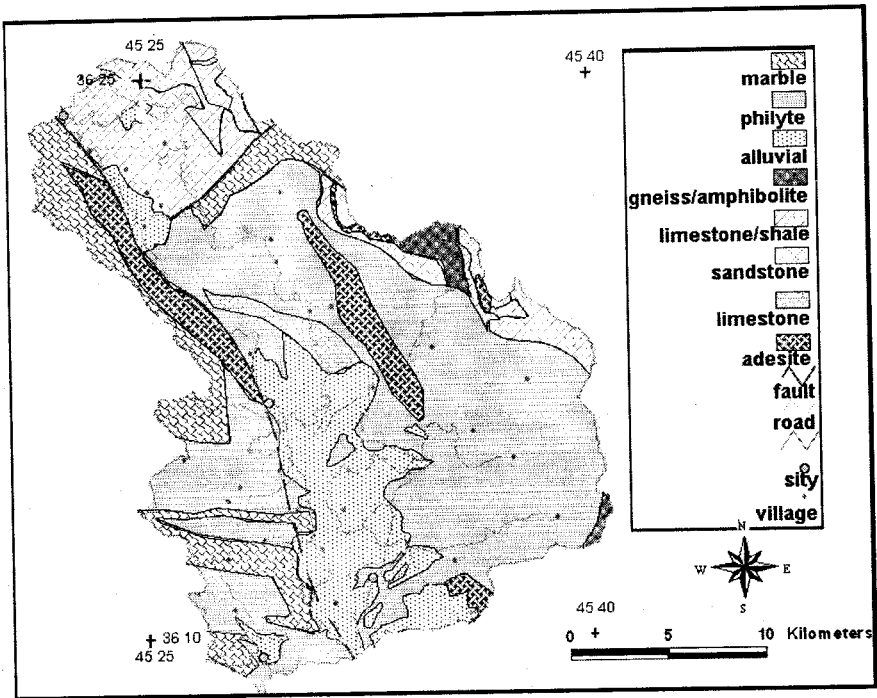 45 25
36 25
45 40
marble
philyte
alluvial
gneiss/amphibolite
limestone/shale
sandstone
limestone
adesite
fault
road
sity
village
N
W E
S
36 10
45 25
45 40
0 5 10 Kilometers